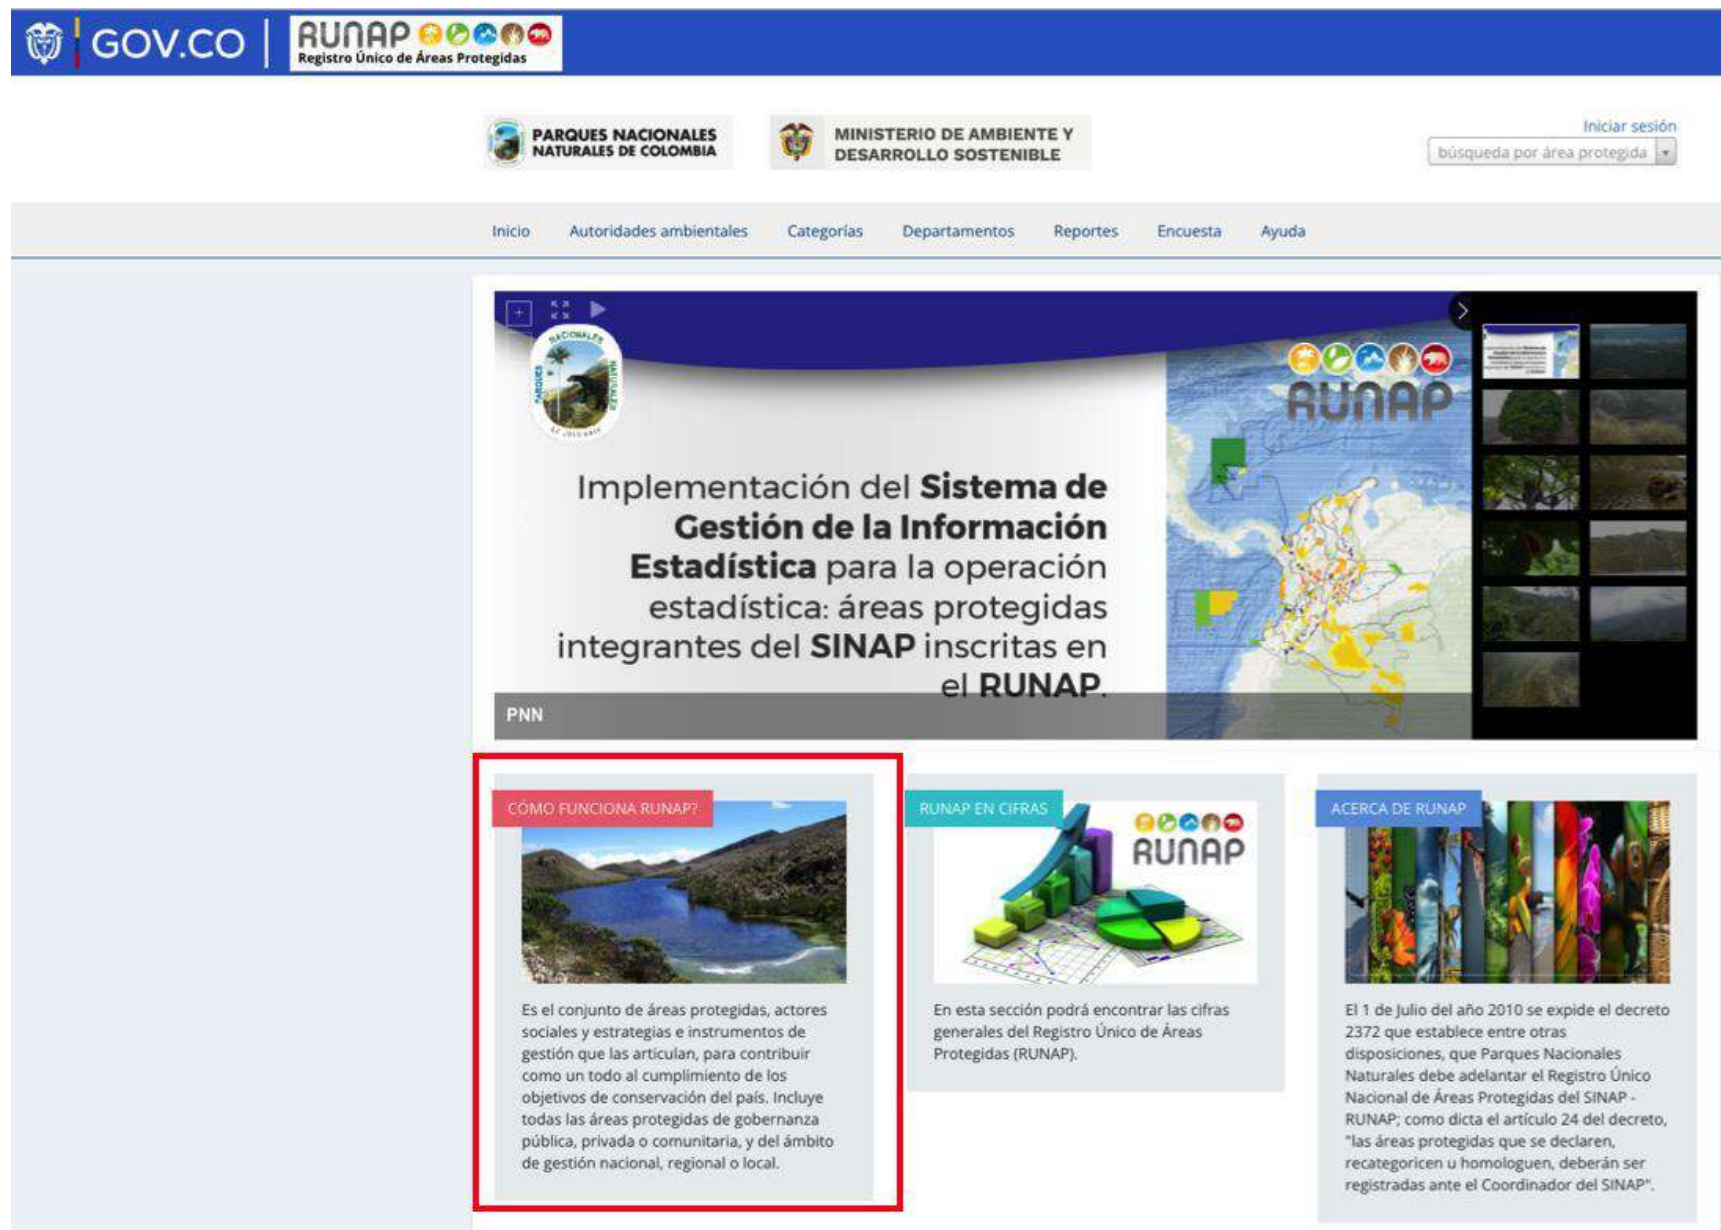 GOV.CO
RUNAP
Registro Único de Áreas Protegidas
PARQUES NACIONALES
NATURALES DE COLOMBIA
MINISTERIO DE AMBIENTE Y
DESARROLLO SOSTENIBLE
Iniciar sesión
búsqueda por área protegida
Inicio Autoridades ambientales Categorías Departamentos Reportes Encuesta Ayuda
PARQUES NACIONALES NATURALES
RUNAP
Implementación del Sistema de
Gestión de la Información
Estadística para la operación
estadística: áreas protegidas
integrantes del SINAP inscritas en
el RUNAP.
PNN
CÓMO FUNCIONA RUNAP?
Es el conjunto de áreas protegidas, actores
sociales y estrategias e instrumentos de
gestión que las articulan, para contribuir
como un todo al cumplimiento de los
objetivos de conservación del país. Incluye
todas las áreas protegidas de gobernanza
pública, privada o comunitaria, y del ámbito
de gestión nacional, regional o local.
RUNAP EN CIFRAS
RUNAP
En esta sección podrá encontrar las cifras
generales del Registro Único de Áreas
Protegidas (RUNAP).
ACERCA DE RUNAP
El 1 de Julio del año 2010 se expide el decreto
2372 que establece entre otras
disposiciones, que Parques Nacionales
Naturales debe adelantar el Registro Único
Nacional de Áreas Protegidas del SINAP -
RUNAP; como dicta el artículo 24 del decreto,
"las áreas protegidas que se declaren,
recategoricen u homologuen, deberán ser
registradas ante el Coordinador del SINAP".